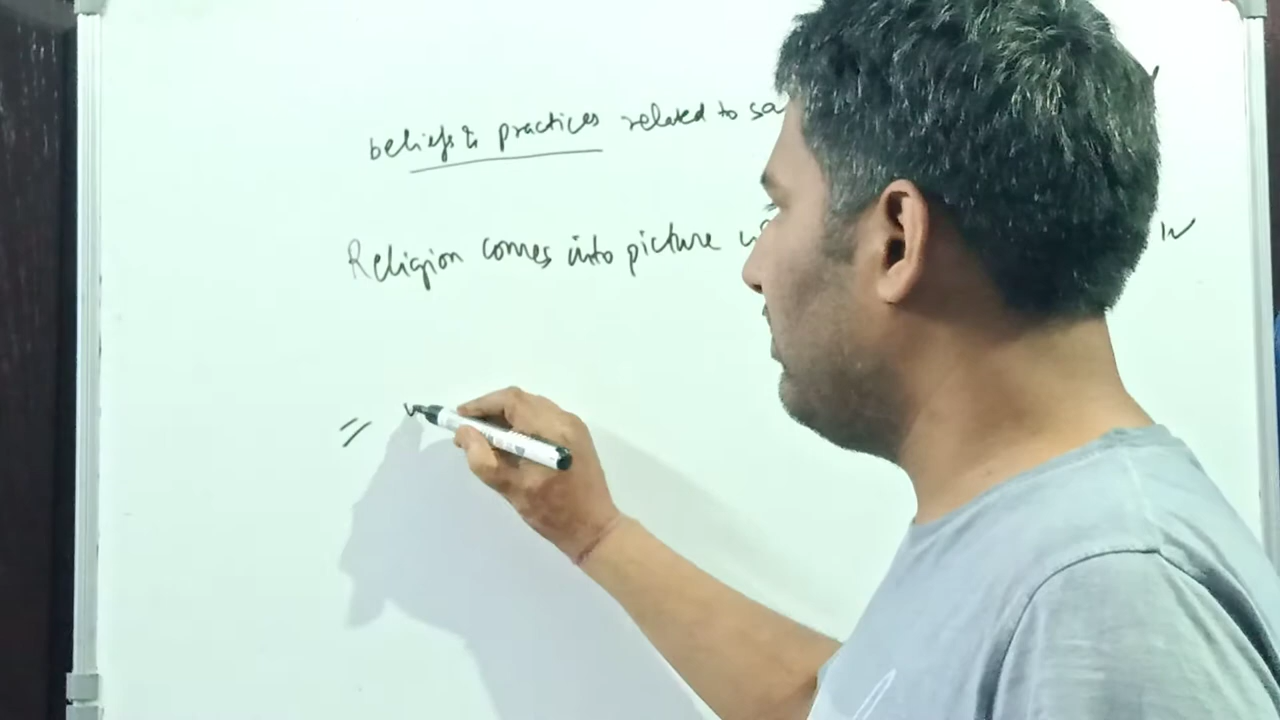 beliefs & practices related to sa
Religion comes into picture
=